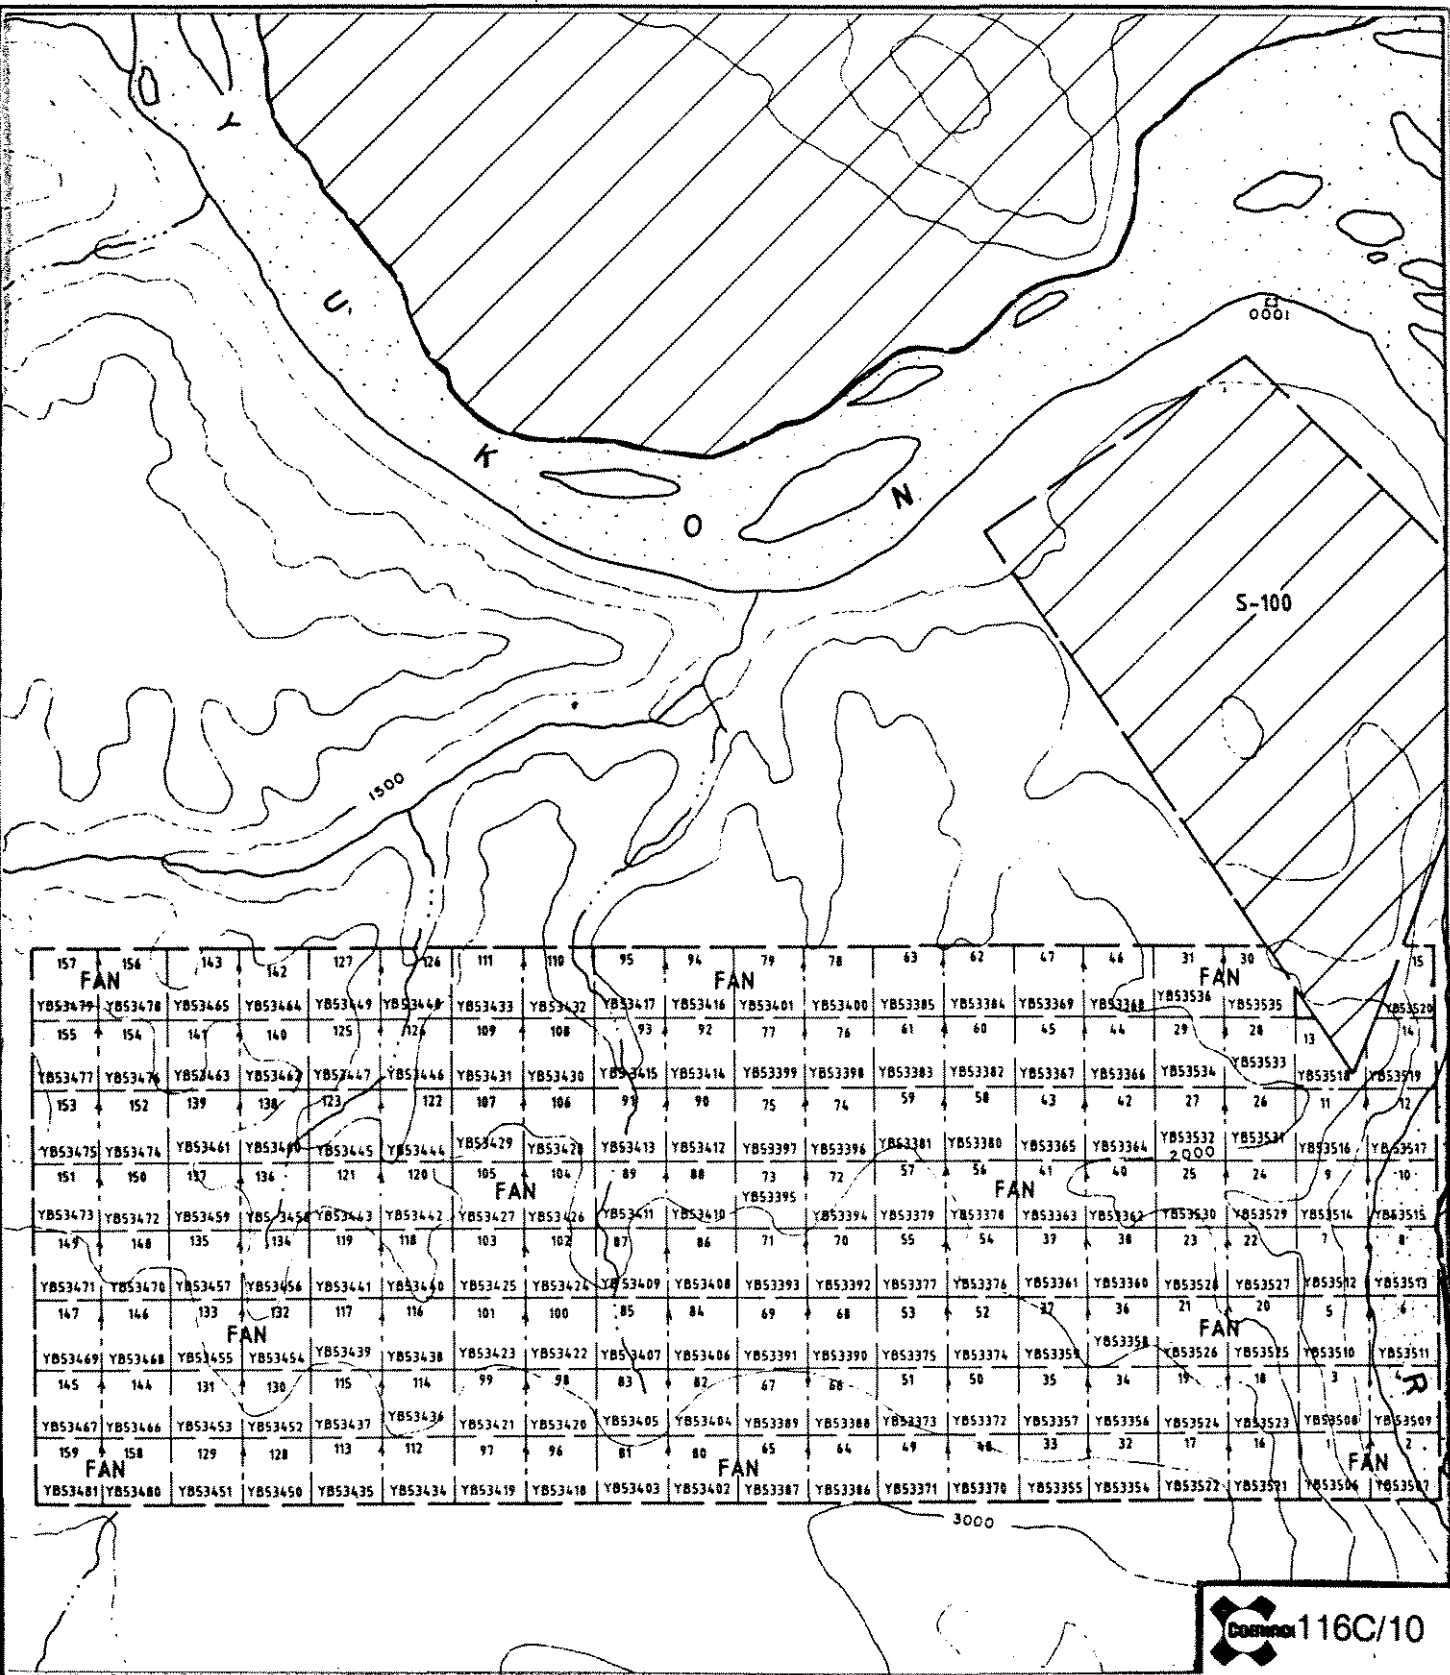 Y
U
K
O
N
1000
S-100
1500
157 156 143 142 127 126 111 110 95 94 79 78 63 62 47 46 31 30 15
FAN FAN FAN
YB53479 YB53478 YB53465 YB53464 YB53449 YB53448 YB53433 YB53432 YB53417 YB53416 YB53401 YB53400 YB53385 YB53384 YB53369 YB53368 YB53536 YB53535 YB53520
155 154 141 140 125 124 109 108 93 92 77 76 61 60 45 44 29 28 13 14
YB53477 YB53476 YB53463 YB53462 YB53447 YB53446 YB53431 YB53430 YB53415 YB53414 YB53399 YB53398 YB53383 YB53382 YB53367 YB53366 YB53534 YB53533 YB53518 YB53519
153 152 139 138 123 122 107 106 91 90 75 74 59 58 43 42 27 26 11 12
YB53475 YB53474 YB53461 YB53460 YB53445 YB53444 YB53429 YB53428 YB53413 YB53412 YB53397 YB53396 YB53381 YB53380 YB53365 YB53364 YB53532 YB53531 YB53516 YB53517
2000
151 150 137 136 121 120 105 104 89 88 73 72 57 56 41 40 25 24 9 10
FAN FAN
YB53473 YB53472 YB53459 YB53458 YB53443 YB53442 YB53427 YB53426 YB53411 YB53410 YB53395 YB53394 YB53379 YB53378 YB53363 YB53362 YB53530 YB53529 YB53514 YB53515
149 148 135 134 119 118 103 102 87 86 71 70 55 54 37 38 23 22 7 8
YB53471 YB53470 YB53457 YB53456 YB53441 YB53440 YB53425 YB53424 YB53409 YB53408 YB53393 YB53392 YB53377 YB53376 YB53361 YB53360 YB53528 YB53527 YB53512 YB53513
147 146 133 132 117 116 101 100 85 84 69 68 53 52 37 36 21 20 5 6
FAN FAN
YB53469 YB53468 YB53455 YB53454 YB53439 YB53438 YB53423 YB53422 YB53407 YB53406 YB53391 YB53390 YB53375 YB53374 YB53359 YB53358 YB53526 YB53525 YB53510 YB53511
145 144 131 130 115 114 99 98 83 82 67 66 51 50 35 34 19 18 3 4
R
YB53467 YB53466 YB53453 YB53452 YB53437 YB53436 YB53421 YB53420 YB53405 YB53404 YB53389 YB53388 YB53373 YB53372 YB53357 YB53356 YB53524 YB53523 YB53508 YB53509
159 158 129 128 113 112 97 96 81 80 65 64 49 48 33 32 17 16 1 2
FAN FAN FAN
YB53481 YB53480 YB53451 YB53450 YB53435 YB53434 YB53419 YB53418 YB53403 YB53402 YB53387 YB53386 YB53371 YB53370 YB53355 YB53354 YB53522 YB53521 YB53506 YB53507
3000
Cominco 116C/10